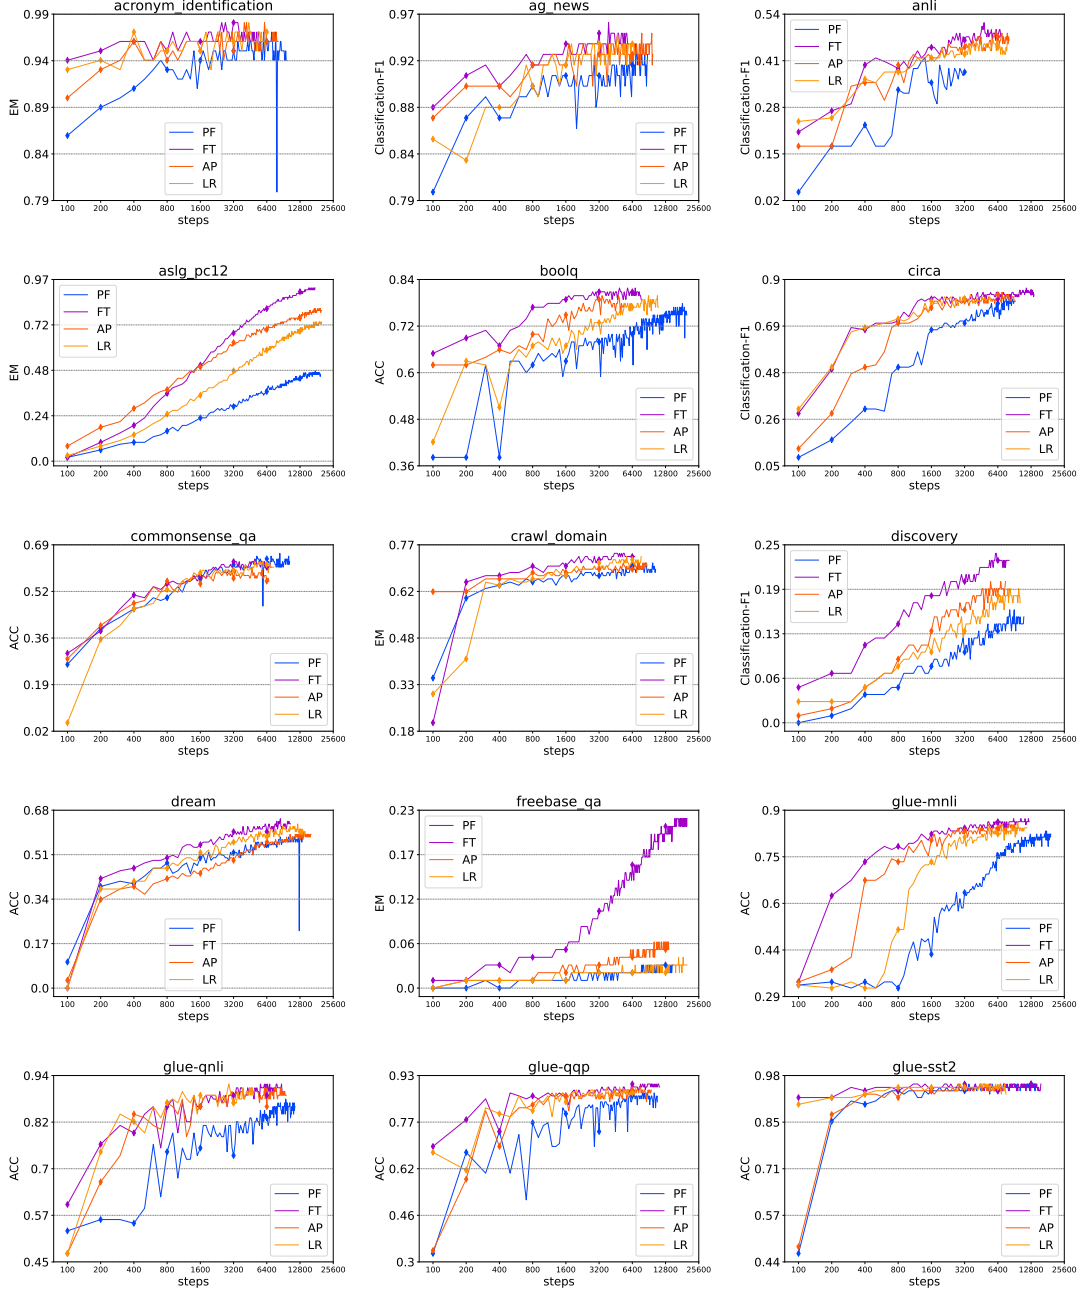 acronym_identification
0.99
0.94
0.89
0.84
0.79
EM
PF
FT
AP
LR
100 200 400 800 1600 3200 6400 12800 25600
steps
ag_news
0.97
0.92
0.88
0.84
0.79
Classification-F1
PF
FT
AP
LR
100 200 400 800 1600 3200 6400 12800 25600
steps
anli
0.54
0.41
0.28
0.15
0.02
Classification-F1
PF
FT
AP
LR
100 200 400 800 1600 3200 6400 12800 25600
steps
aslg_pc12
0.97
0.72
0.48
0.24
0.0
EM
PF
FT
AP
LR
100 200 400 800 1600 3200 6400 12800 25600
steps
boolq
0.84
0.72
0.6
0.48
0.36
ACC
PF
FT
AP
LR
100 200 400 800 1600 3200 6400 12800 25600
steps
circa
0.9
0.69
0.48
0.26
0.05
Classification-F1
PF
FT
AP
LR
100 200 400 800 1600 3200 6400 12800 25600
steps
commonsense_qa
0.69
0.52
0.36
0.19
0.02
ACC
PF
FT
AP
LR
100 200 400 800 1600 3200 6400 12800 25600
steps
crawl_domain
0.77
0.62
0.48
0.33
0.18
EM
PF
FT
AP
LR
100 200 400 800 1600 3200 6400 12800 25600
steps
discovery
0.25
0.19
0.13
0.06
0.0
Classification-F1
PF
FT
AP
LR
100 200 400 800 1600 3200 6400 12800 25600
steps
dream
0.68
0.51
0.34
0.17
0.0
ACC
PF
FT
AP
LR
100 200 400 800 1600 3200 6400 12800 25600
steps
freebase_qa
0.23
0.17
0.12
0.06
0.0
EM
PF
FT
AP
LR
100 200 400 800 1600 3200 6400 12800 25600
steps
glue-mnli
0.9
0.75
0.6
0.44
0.29
ACC
PF
FT
AP
LR
100 200 400 800 1600 3200 6400 12800 25600
steps
glue-qnli
0.94
0.82
0.7
0.57
0.45
ACC
PF
FT
AP
LR
100 200 400 800 1600 3200 6400 12800 25600
steps
glue-qqp
0.93
0.77
0.62
0.46
0.3
ACC
PF
FT
AP
LR
100 200 400 800 1600 3200 6400 12800 25600
steps
glue-sst2
0.98
0.85
0.71
0.57
0.44
ACC
PF
FT
AP
LR
100 200 400 800 1600 3200 6400 12800 25600
steps